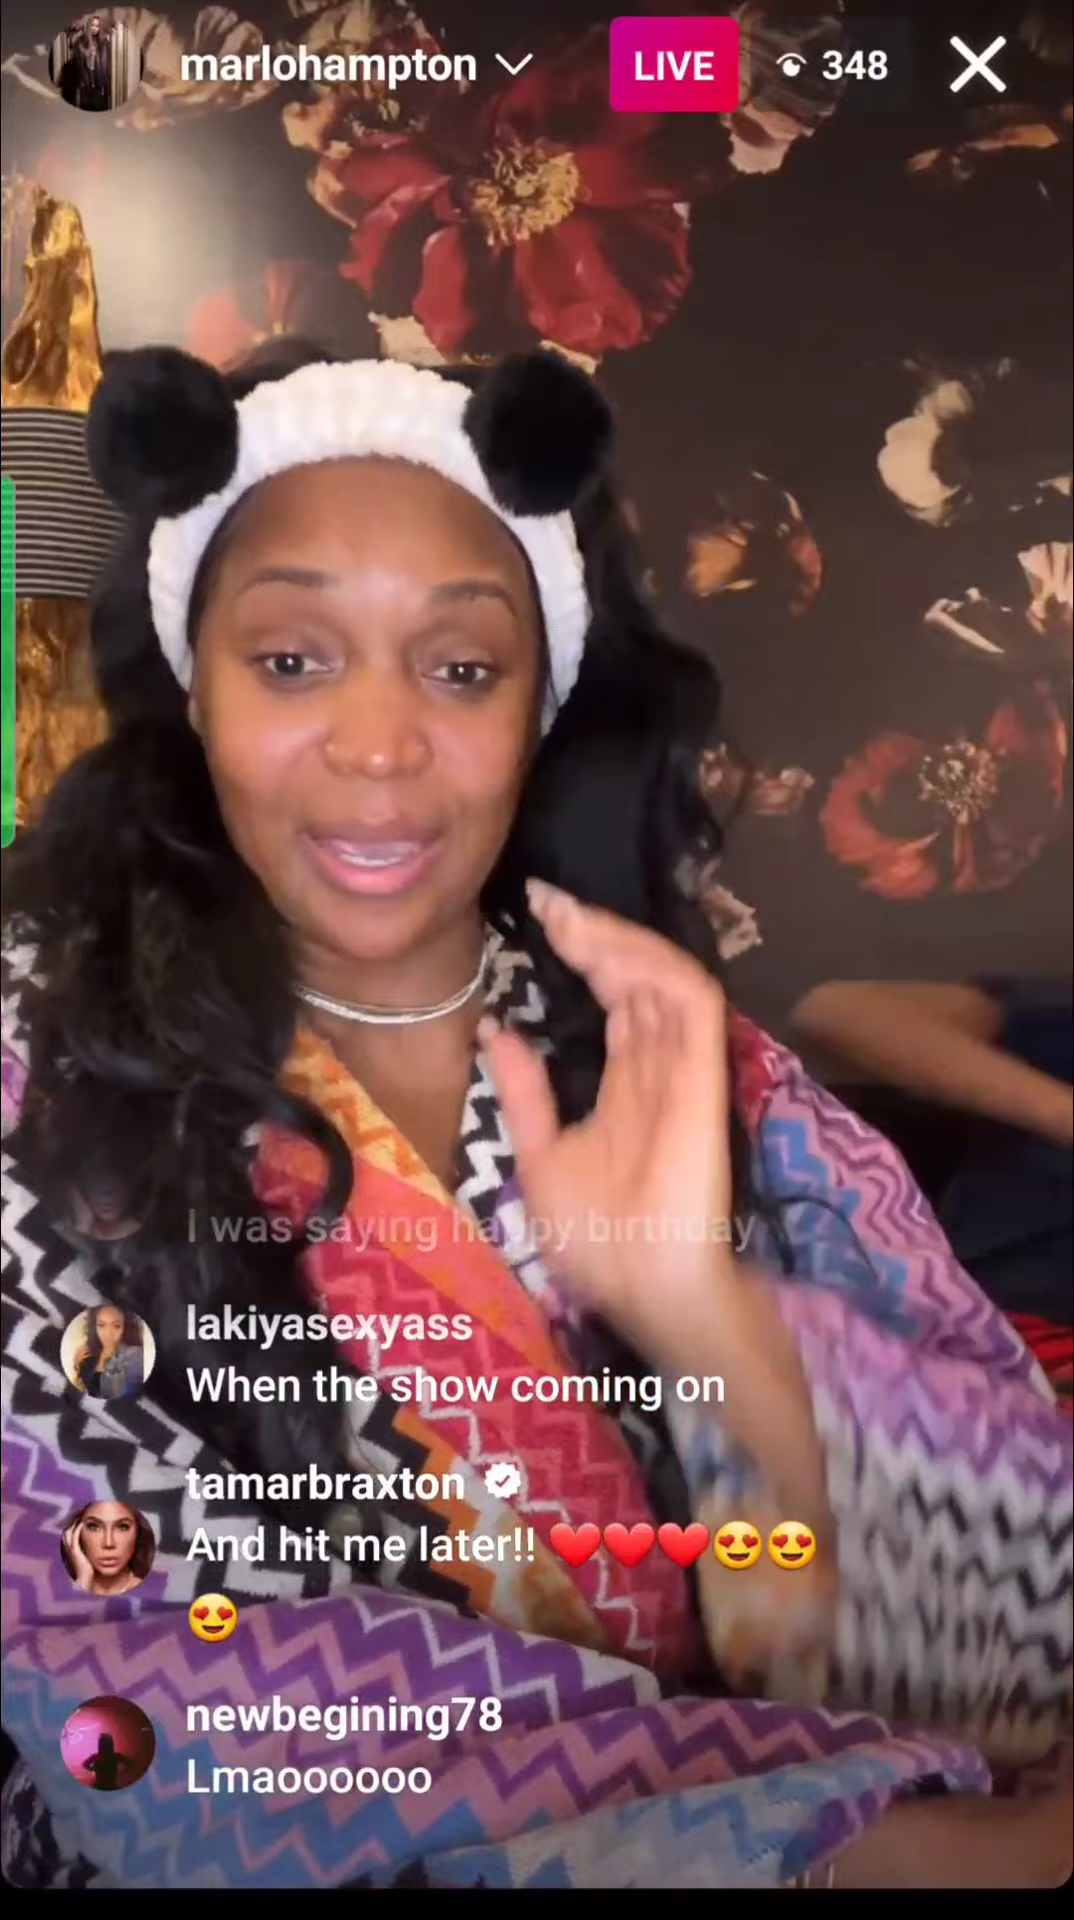 marlohampton
LIVE
348
I was saying happy birthday
lakiyasexyass
When the show coming on
tamarbraxton
And hit me later!! ❤️❤️❤️😍😍
😍
newbegining78
Lmaoooooo